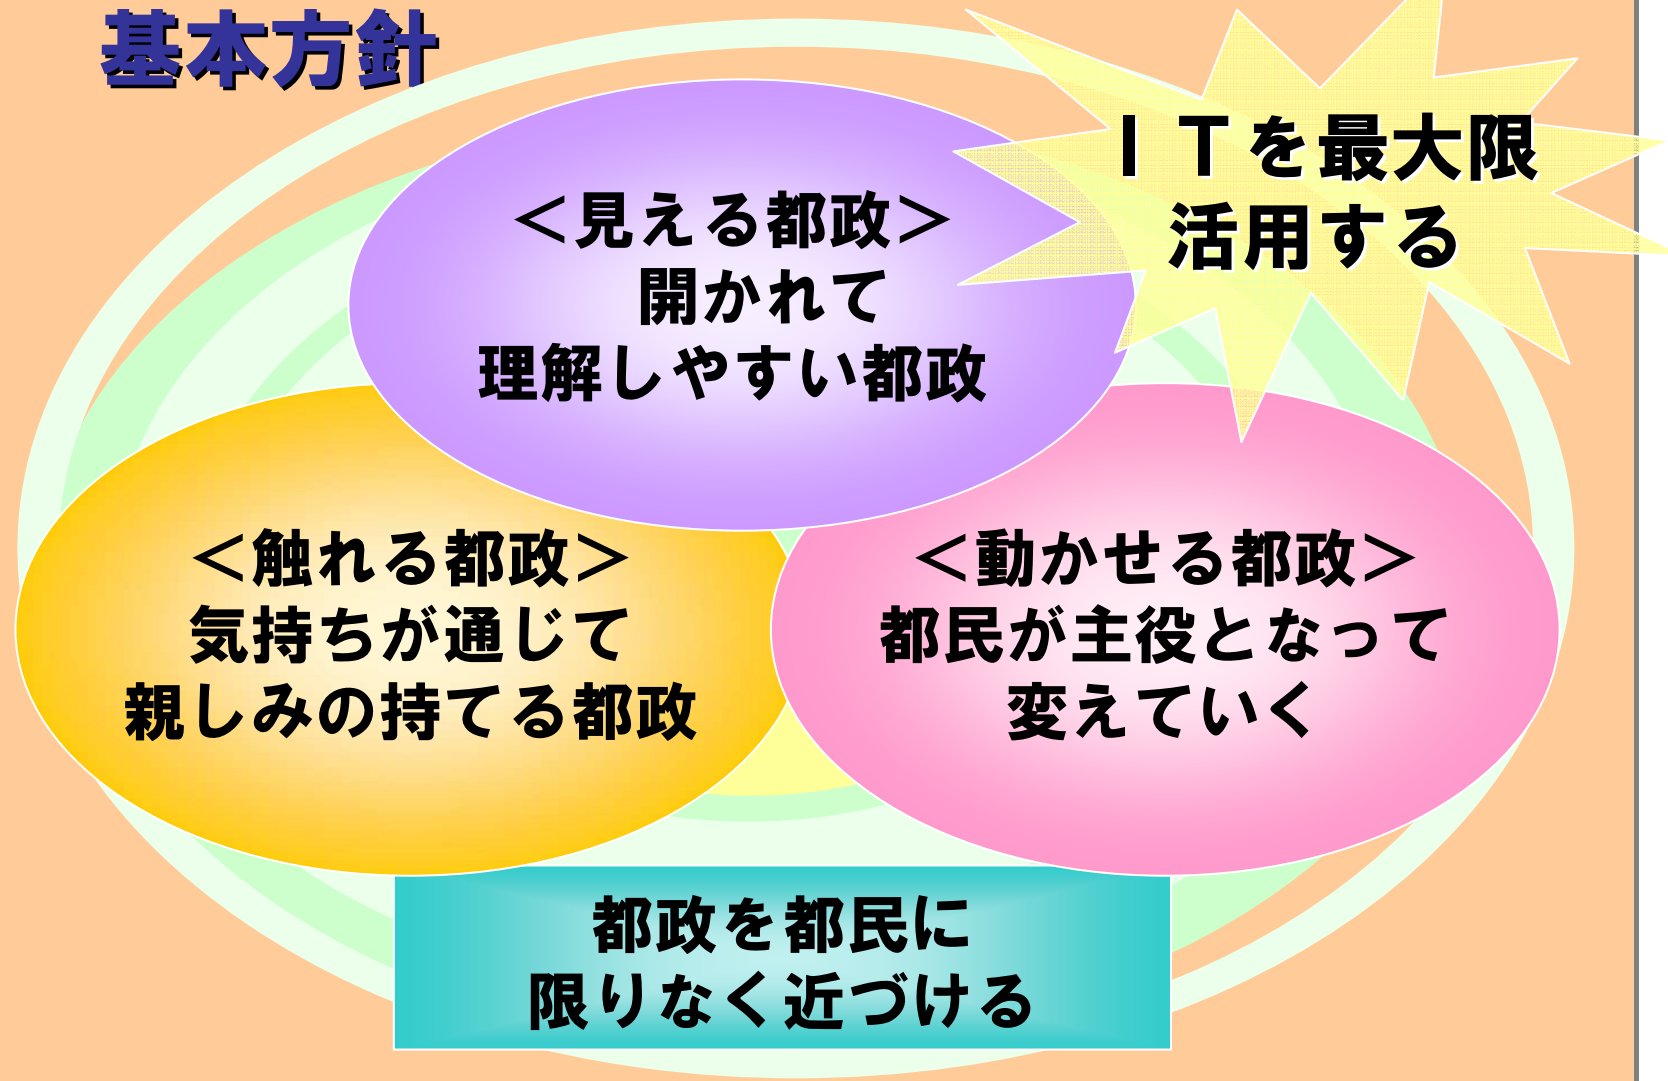 基本方針
ＩＴを最大限
活用する
＜見える都政＞
開かれて
理解しやすい都政
＜触れる都政＞
気持ちが通じて
親しみの持てる都政
＜動かせる都政＞
都民が主役となって
変えていく
都政を都民に
限りなく近づける